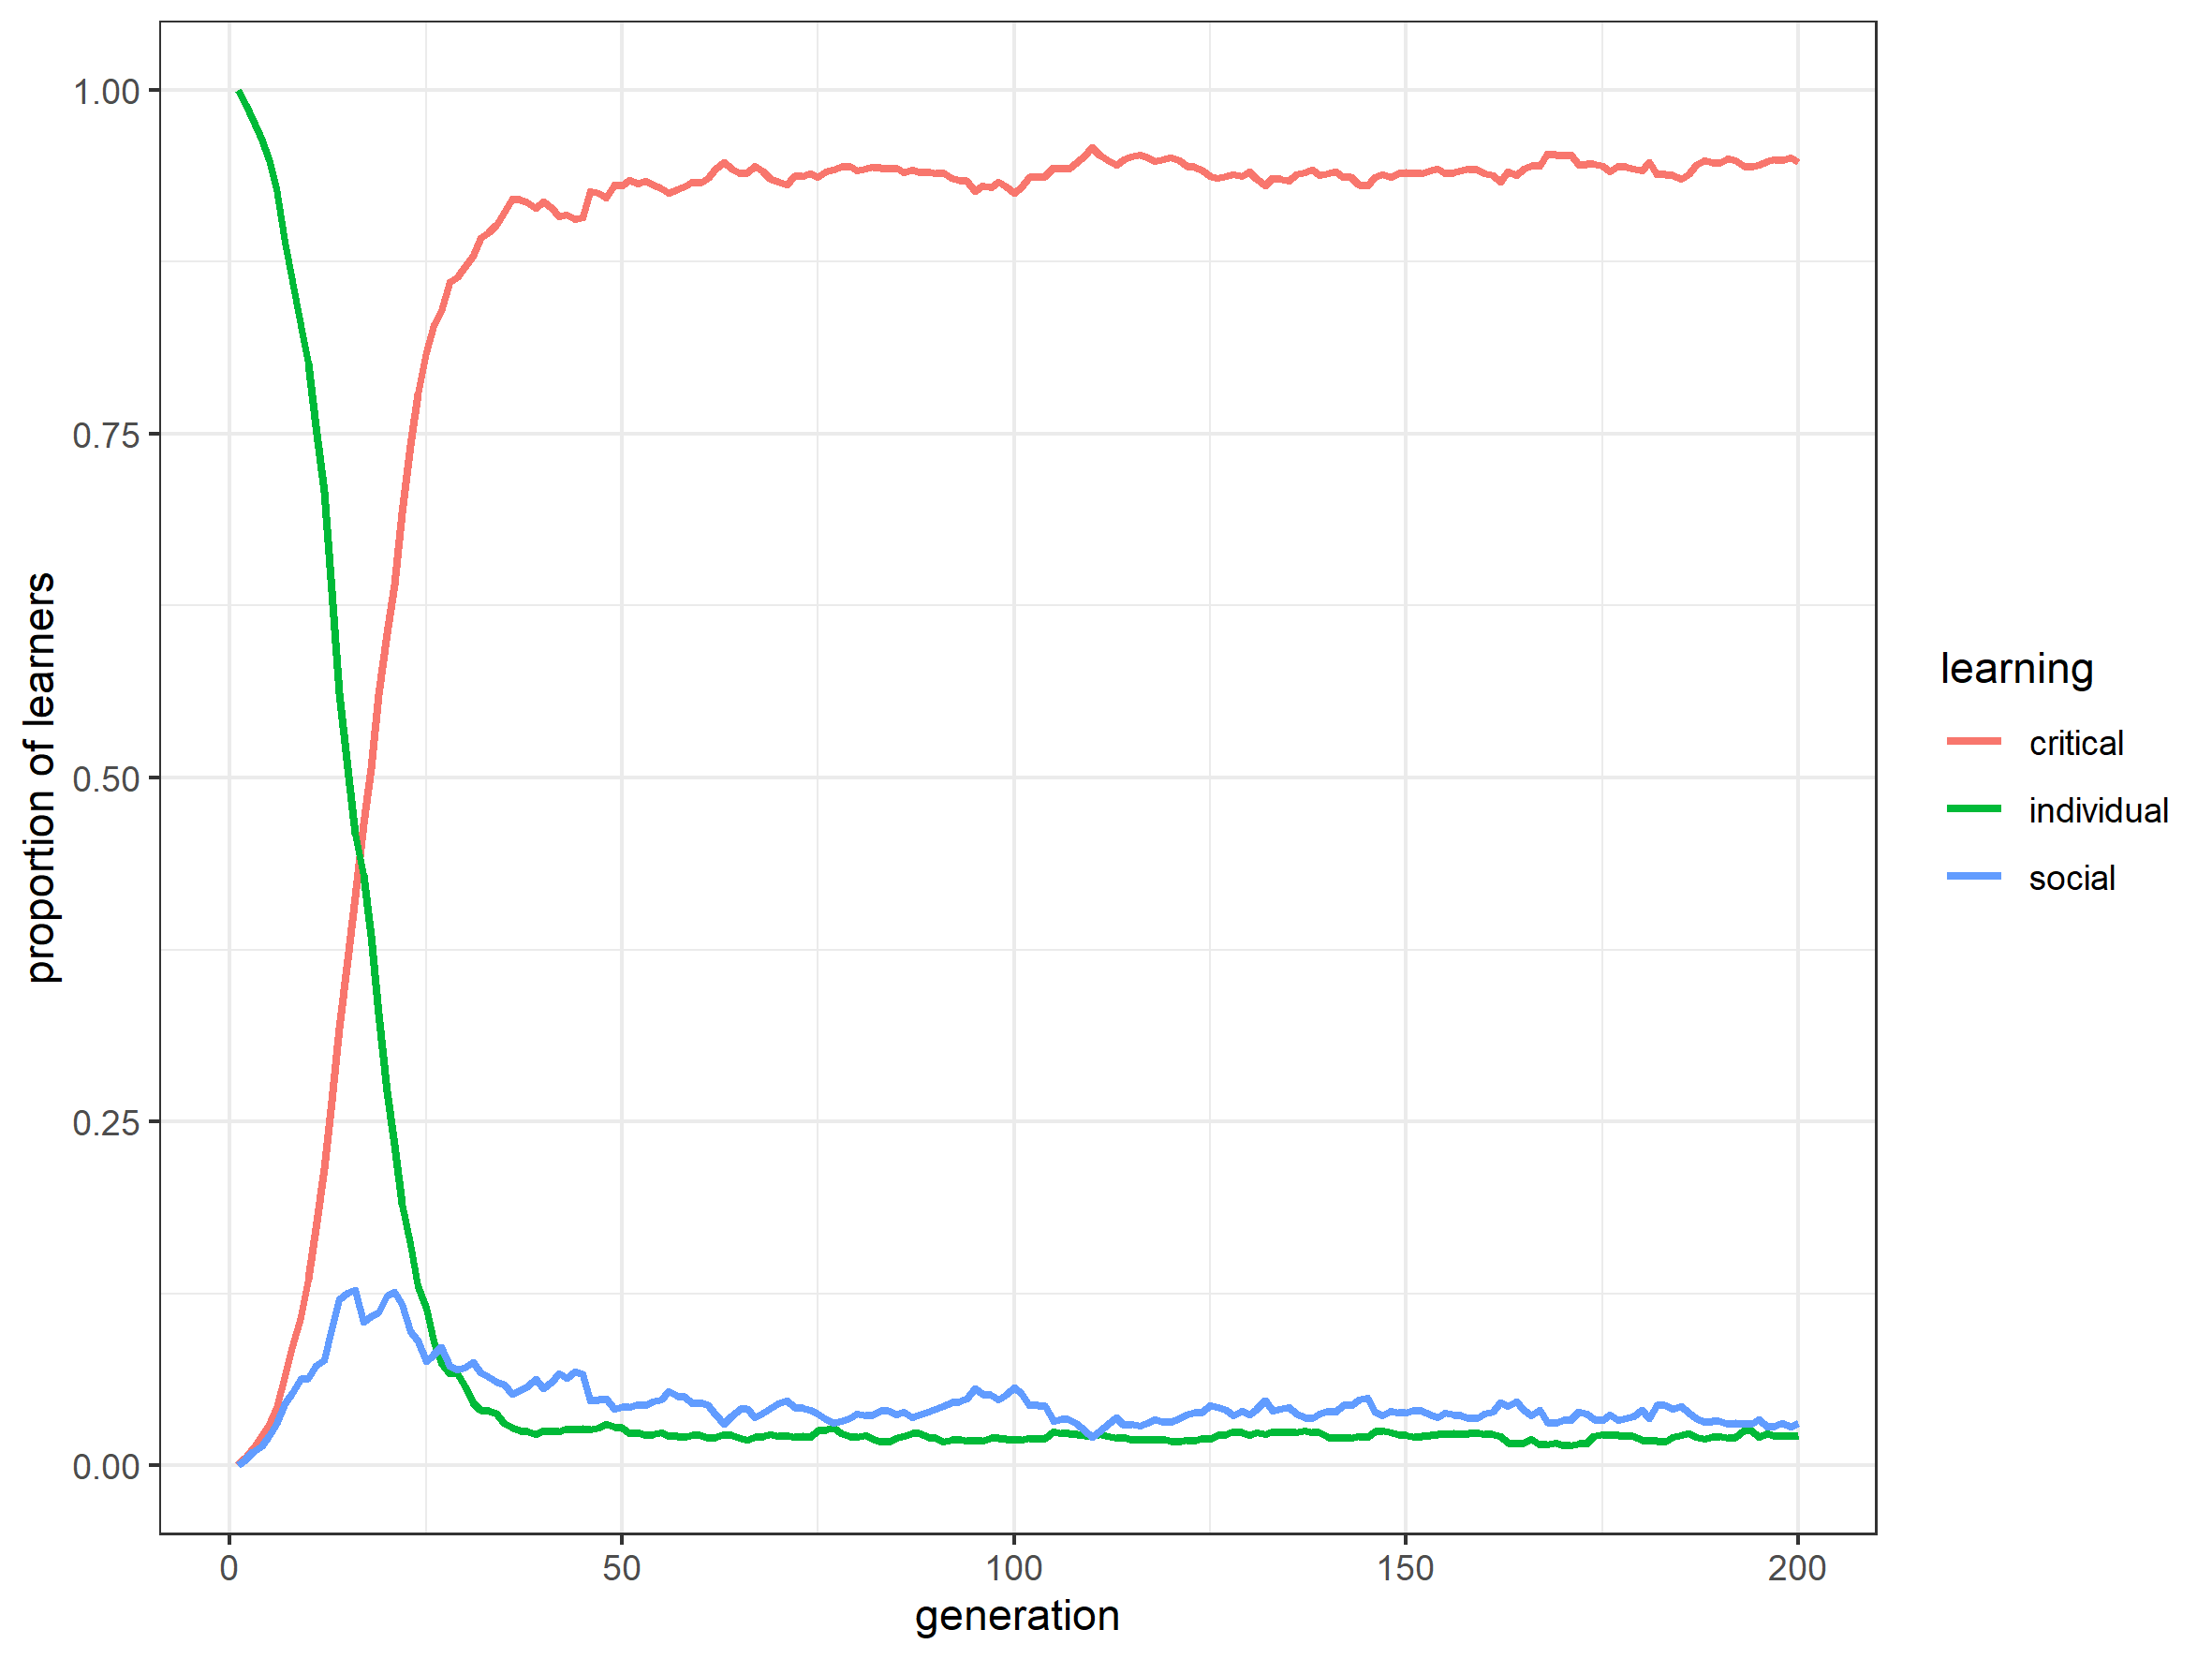 1.00
0.75
0.50
0.25
0.00
proportion of learners
0
50
100
150
200
generation
learning
critical
individual
social